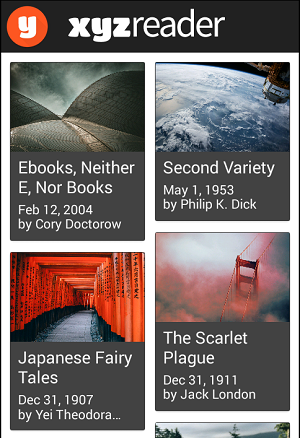 y xyzreader
Ebooks, Neither
E, Nor Books
Feb 12, 2004
by Cory Doctorow
Second Variety
May 1, 1953
by Philip K. Dick
Japanese Fairy
Tales
Dec 31, 1907
by Yei Theodora...
The Scarlet
Plague
Dec 31, 1911
by Jack London